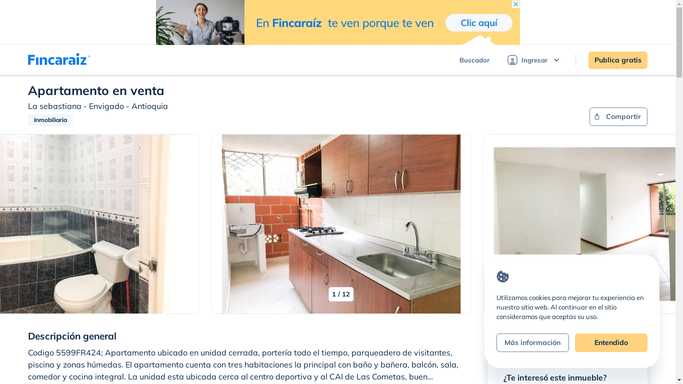 En Fincaraíz te ven porque te ven
Clic aquí
Fincaraiz
Buscador
Ingresar
Publica gratis
Apartamento en venta
La sebastiana - Envigado - Antioquia
Inmobiliaria
Compartir
1 / 12
Utilizamos cookies para mejorar tu experiencia en
nuestro sitio web. Al continuar en el sitio
consideramos que aceptas su uso.
Más información
Entendido
Descripción general
Codigo 5599FR424; Apartamento ubicado en unidad cerrada, portería todo el tiempo, parqueadero de visitantes,
piscina y zonas húmedas. El apartamento cuenta con tres habitaciones la principal con baño y bañera, balcón, sala,
comedor y cocina integral. La unidad esta ubicada cerca al centro deportiva y al CAI de Las Cometas, buen...
¿Te interesó este inmueble?